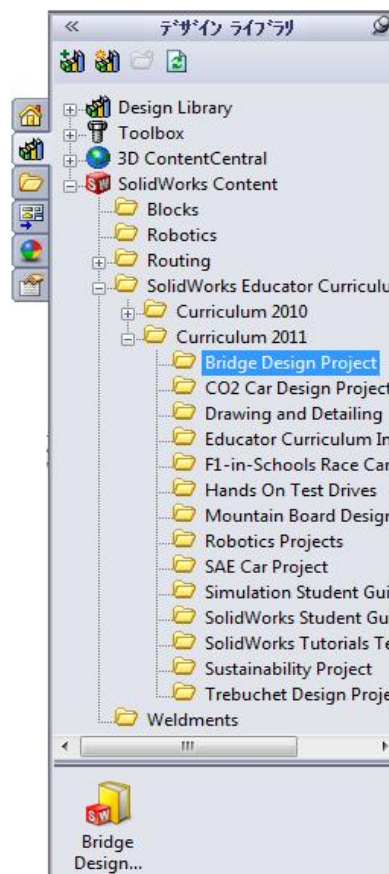 デザイン ライブラリ
Design Library
Toolbox
3D ContentCentral
SolidWorks Content
Blocks
Robotics
Routing
SolidWorks Educator Curriculu
Curriculum 2010
Curriculum 2011
Bridge Design Project
CO2 Car Design Project
Drawing and Detailing
Educator Curriculum In
F1-in-Schools Race Car
Hands On Test Drives
Mountain Board Design
Robotics Projects
SAE Car Project
Simulation Student Gui
SolidWorks Student Gu
SolidWorks Tutorials Te
Sustainability Project
Trebuchet Design Proje
Weldments
Bridge
Design...